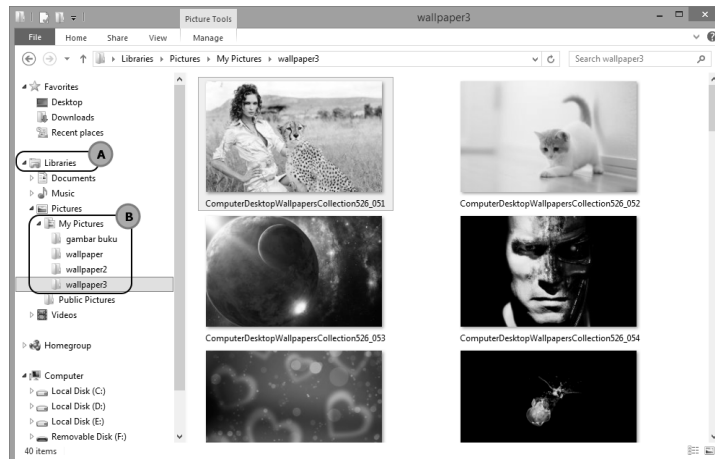 Picture Tools
wallpaper3
File Home Share View Manage
Libraries Pictures My Pictures wallpaper3
Search wallpaper3
Favorites
Desktop
Downloads
Recent places
A
Libraries
Documents
Music
Pictures
B
My Pictures
gambar buku
wallpaper
wallpaper2
wallpaper3
Public Pictures
Videos
Homegroup
Computer
Local Disk (C:)
Local Disk (D:)
Local Disk (E:)
Removable Disk (F:)
40 items
ComputerDesktopWallpapersCollection526_051
ComputerDesktopWallpapersCollection526_052
ComputerDesktopWallpapersCollection526_053
ComputerDesktopWallpapersCollection526_054